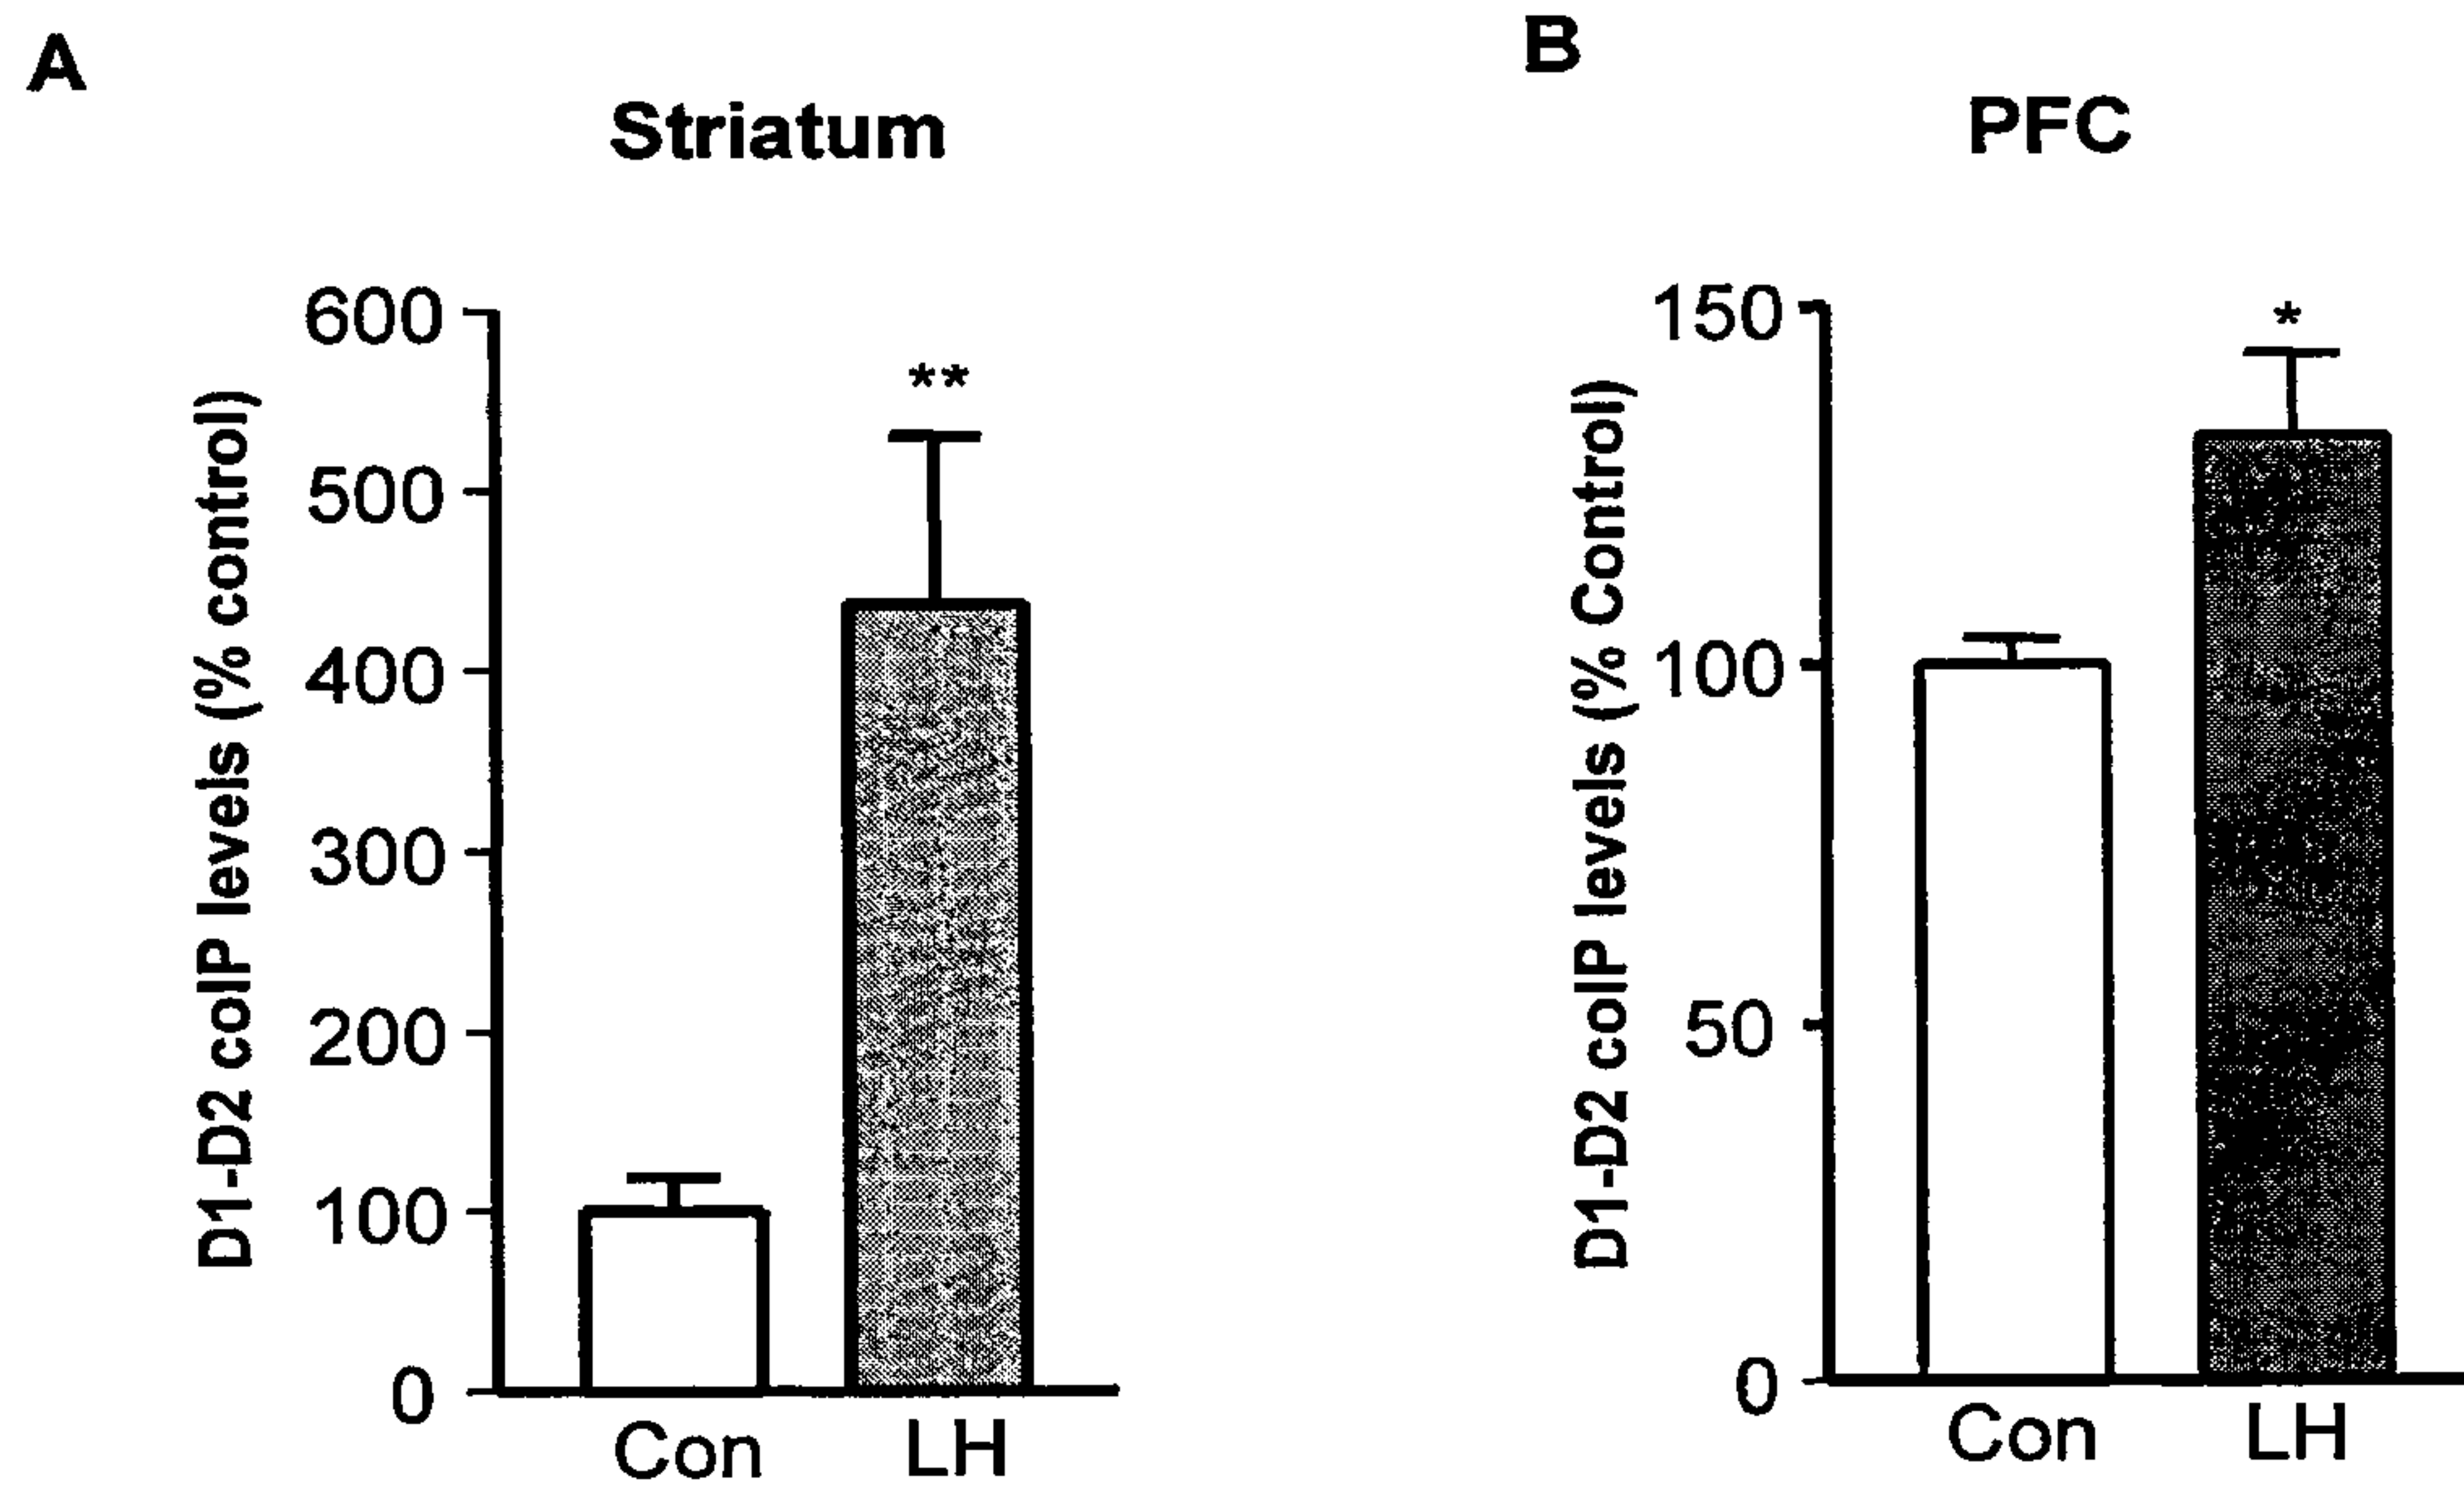 A
Striatum
D1-D2 coIP levels (% control)
600
500
400
300
200
100
0
**
Con
LH
B
PFC
D1-D2 coIP levels (% Control)
150
100
50
0
*
Con
LH